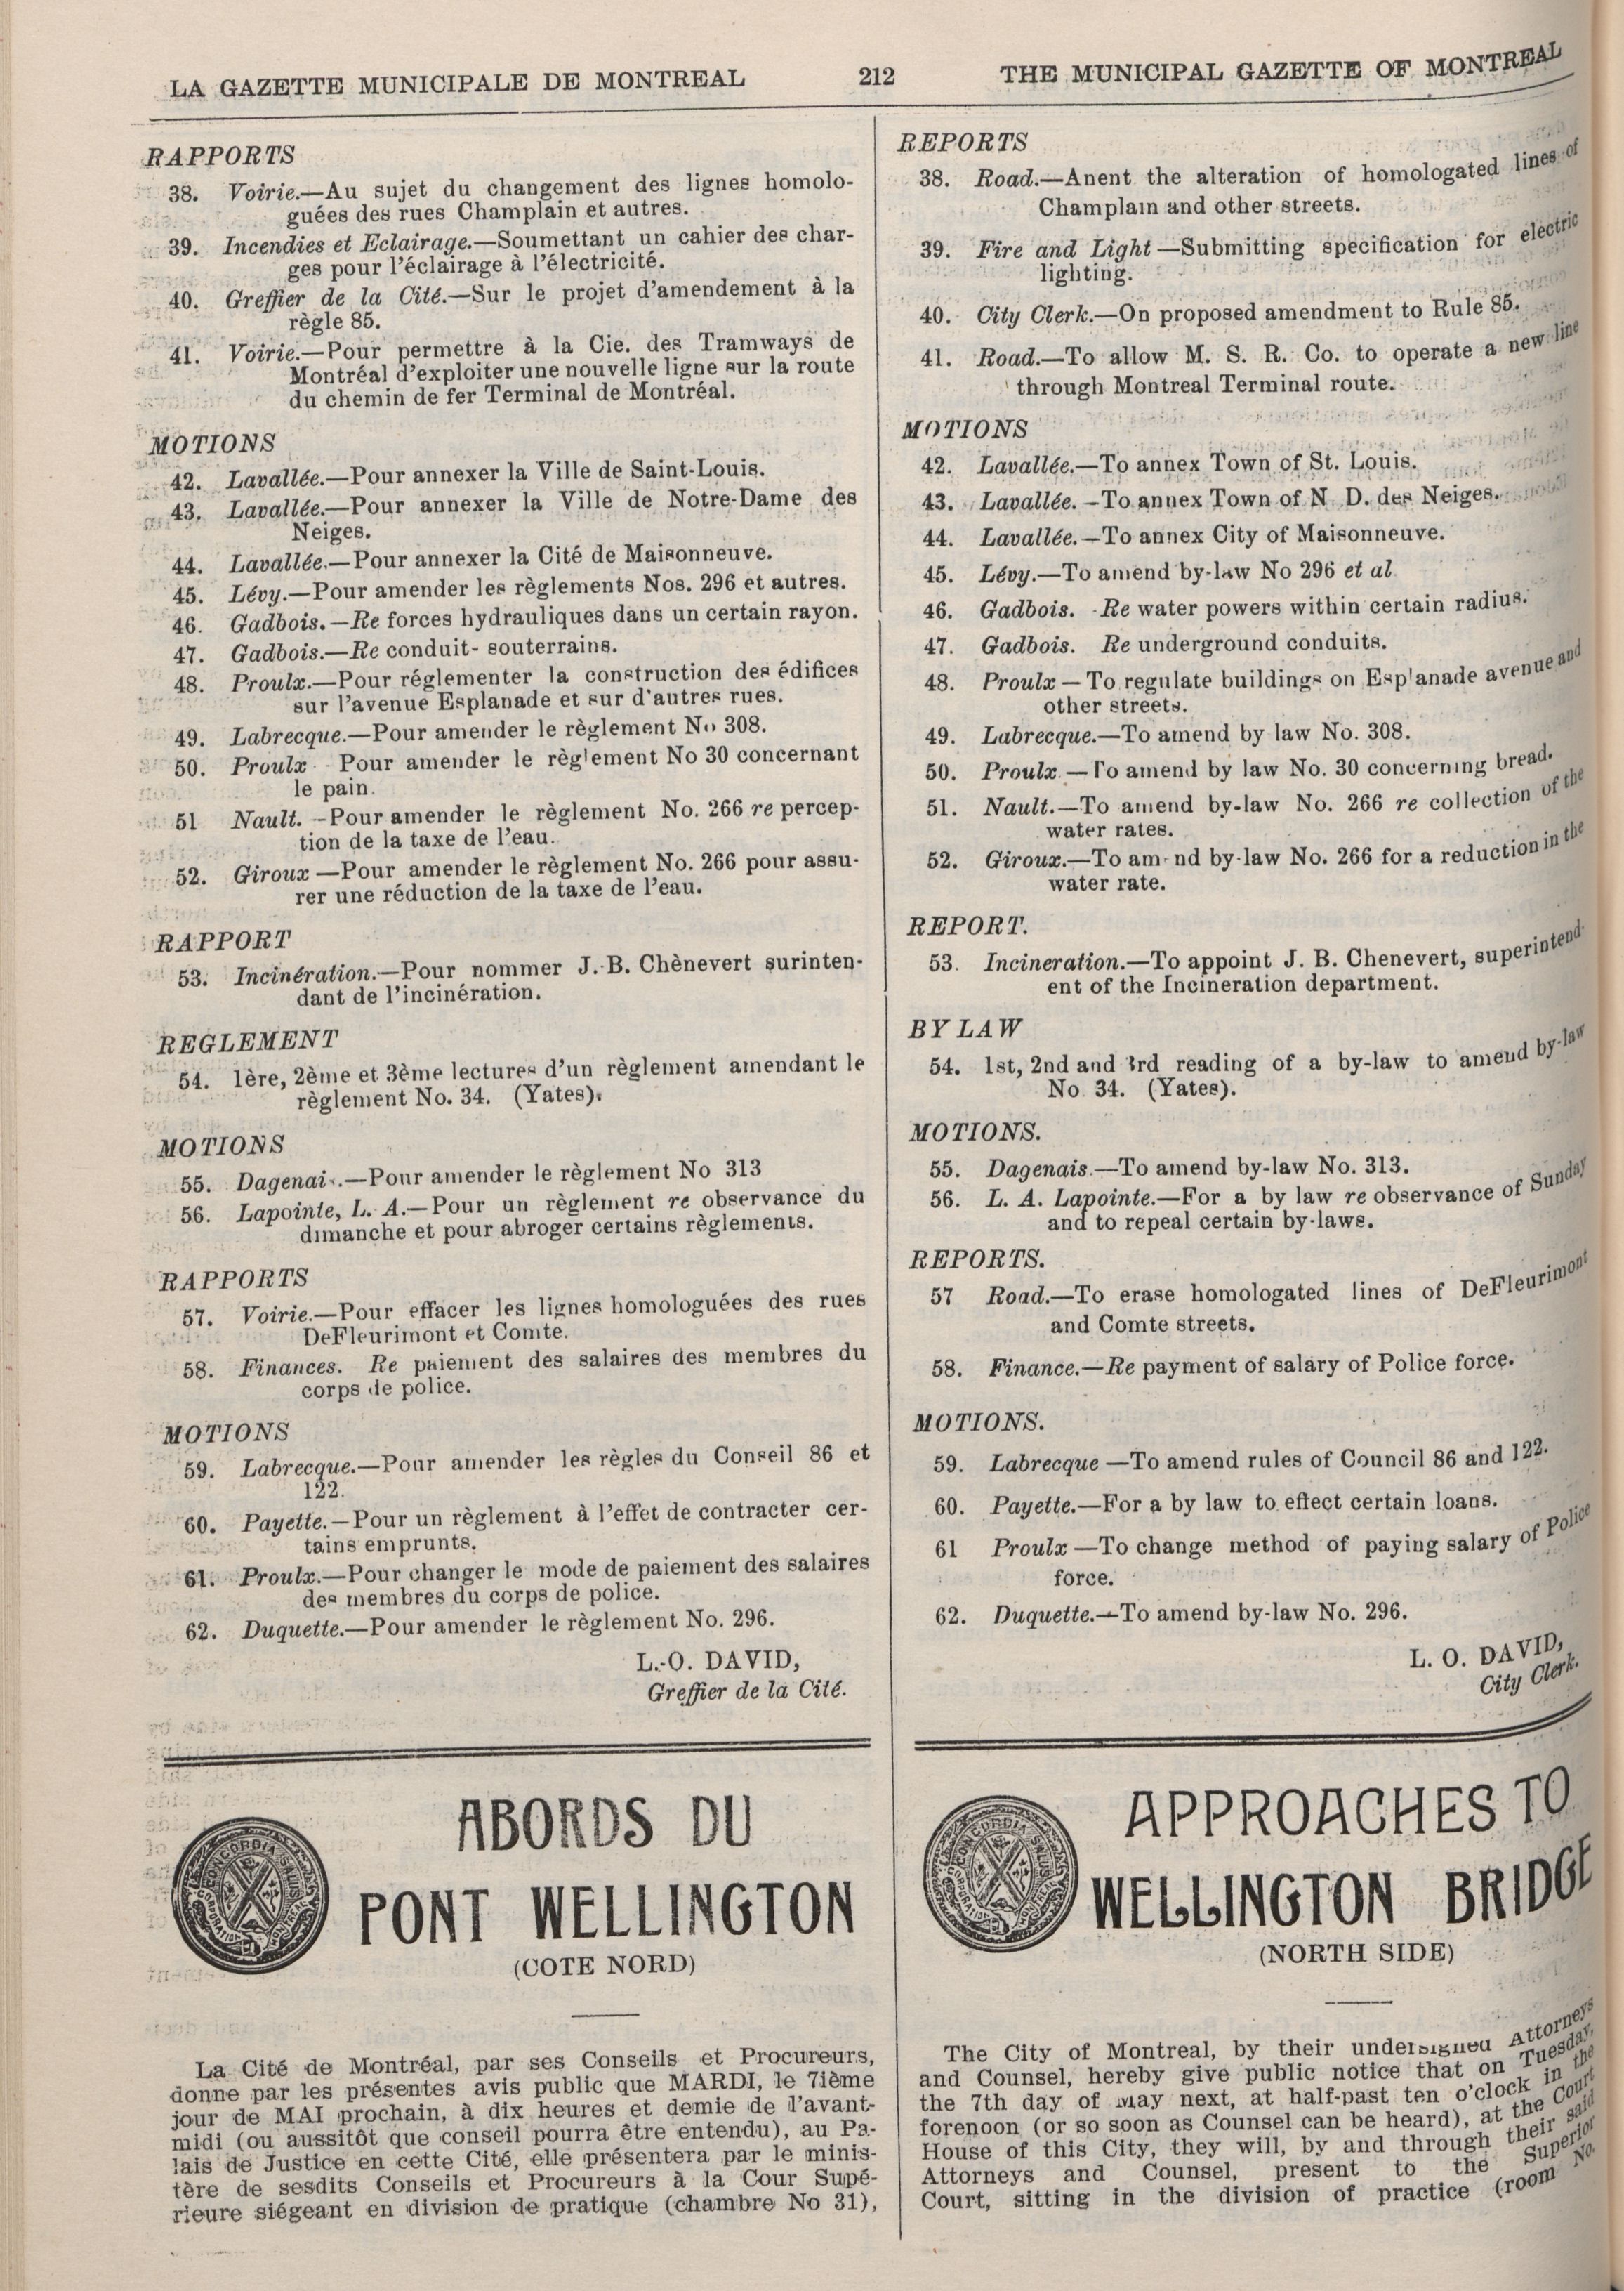 LA GAZETTE MUNICIPALE DE MONTREAL 212 THE MUNICIPAL GAZETTE OF MONTREAL
RAPPORTS
38. Voirie.—Au sujet du changement des lignes homolo-
guées des rues Champlain et autres.
39. Incendies et Eclairage.—Soumettant un cahier des char-
ges pour l'éclairage à l'électricité.
40. Greffier de la Cité.—Sur le projet d'amendement à la
règle 85.
41. Voirie.—Pour permettre à la Cie. des Tramways de
Montréal d'exploiter une nouvelle ligne sur la route
du chemin de fer Terminal de Montréal.
MOTIONS
42. Lavallée.—Pour annexer la Ville de Saint-Louis.
43. Lavallée.—Pour annexer la Ville de Notre-Dame des
Neiges.
44. Lavallée.—Pour annexer la Cité de Maisonneuve.
45. Lévy.—Pour amender les règlements Nos. 296 et autres.
46. Gadbois.—Re forces hydrauliques dans un certain rayon.
47. Gadbois.—Re conduit- souterrains.
48. Proulx.—Pour réglementer la construction des édifices
sur l'avenue Esplanade et sur d'autres rues.
49. Labrecque.—Pour amender le règlement No 308.
50. Proulx - Pour amender le règlement No 30 concernant
le pain.
51 Nault. -Pour amender le règlement No. 266 re percep-
tion de la taxe de l'eau.
52. Giroux —Pour amender le règlement No. 266 pour assu-
rer une réduction de la taxe de l'eau.
RAPPORT
53. Incinération.—Pour nommer J.-B. Chènevert surinten-
dant de l'incinération.
REGLEMENT
54. 1ère, 2ème et 3ème lectures d'un règlement amendant le
règlement No. 34. (Yates).
MOTIONS
55. Dagenais.—Pour amender le règlement No 313
56. Lapointe, L. A.—Pour un règlement re observance du
dimanche et pour abroger certains règlements.
RAPPORTS
57. Voirie.—Pour effacer les lignes homologuées des rues
DeFleurimont et Comte.
58. Finances. Re paiement des salaires des membres du
corps de police.
MOTIONS
59. Labrecque.—Pour amender les règles du Conseil 86 et
122.
60. Payette.—Pour un règlement à l'effet de contracter cer-
tains emprunts.
61. Proulx.—Pour changer le mode de paiement des salaires
des membres du corps de police.
62. Duquette.—Pour amender le règlement No. 296.
L.-O. DAVID,
Greffier de la Cité.
ABORDS DU
PONT WELLINGTON
(COTE NORD)
CONCORDIA SALUS
La Cité de Montréal, par ses Conseils et Procureurs,
donne par les présentes avis public que MARDI, le 7ième
jour de MAI prochain, à dix heures et demie de l'avant-
midi (ou aussitôt que conseil pourra être entendu), au Pa-
lais de Justice en cette Cité, elle présentera par le minis-
tère de sesdits Conseils et Procureurs à la Cour Supé-
rieure siégeant en division de pratique (chambre No 31),
REPORTS
38. Road.—Anent the alteration of homologated lines of
Champlain and other streets.
39. Fire and Light —Submitting specification for electric
lighting.
40. City Clerk.—On proposed amendment to Rule 85.
41. Road.—To allow M. S. R. Co. to operate a new line
through Montreal Terminal route.
MOTIONS
42. Lavallée.—To annex Town of St. Louis.
43. Lavallée. —To annex Town of N. D. des Neiges.
44. Lavallée.—To annex City of Maisonneuve.
45. Lévy.—To amend by-law No 296 et al
46. Gadbois. -Re water powers within certain radius.
47. Gadbois. Re underground conduits.
48. Proulx — To regulate buildings on Esplanade avenue and
other streets.
49. Labrecque.—To amend by law No. 308.
50. Proulx.—To amend by law No. 30 concerning bread.
51. Nault.—To amend by-law No. 266 re collection of the
water rates.
52. Giroux.—To amend by-law No. 266 for a reduction in the
water rate.
REPORT.
53. Incineration.—To appoint J. B. Chenevert, superintend-
ent of the Incineration department.
BY LAW
54. 1st, 2nd and 3rd reading of a by-law to amend by-law
No. 34. (Yates).
MOTIONS.
55. Dagenais.—To amend by-law No. 313.
56. L. A. Lapointe.—For a by law re observance of Sunday
and to repeal certain by-laws.
REPORTS.
57 Road.—To erase homologated lines of DeFleurimont
and Comte streets.
58. Finance.—Re payment of salary of Police force.
MOTIONS.
59. Labrecque —To amend rules of Council 86 and 122.
60. Payette.—For a by law to effect certain loans.
61 Proulx —To change method of paying salary of Police
force.
62. Duquette.—To amend by-law No. 296.
L. O. DAVID,
City Clerk.
APPROACHES TO
WELLINGTON BRIDGE
(NORTH SIDE)
CONCORDIA SALUS
The City of Montreal, by their undersigned Attorneys
and Counsel, hereby give public notice that on Tuesday,
the 7th day of May next, at half-past ten o'clock in the
forenoon (or so soon as Counsel can be heard), at the Court
House of this City, they will, by and through their said
Attorneys and Counsel, present to the Superior
Court, sitting in the division of practice (room No.